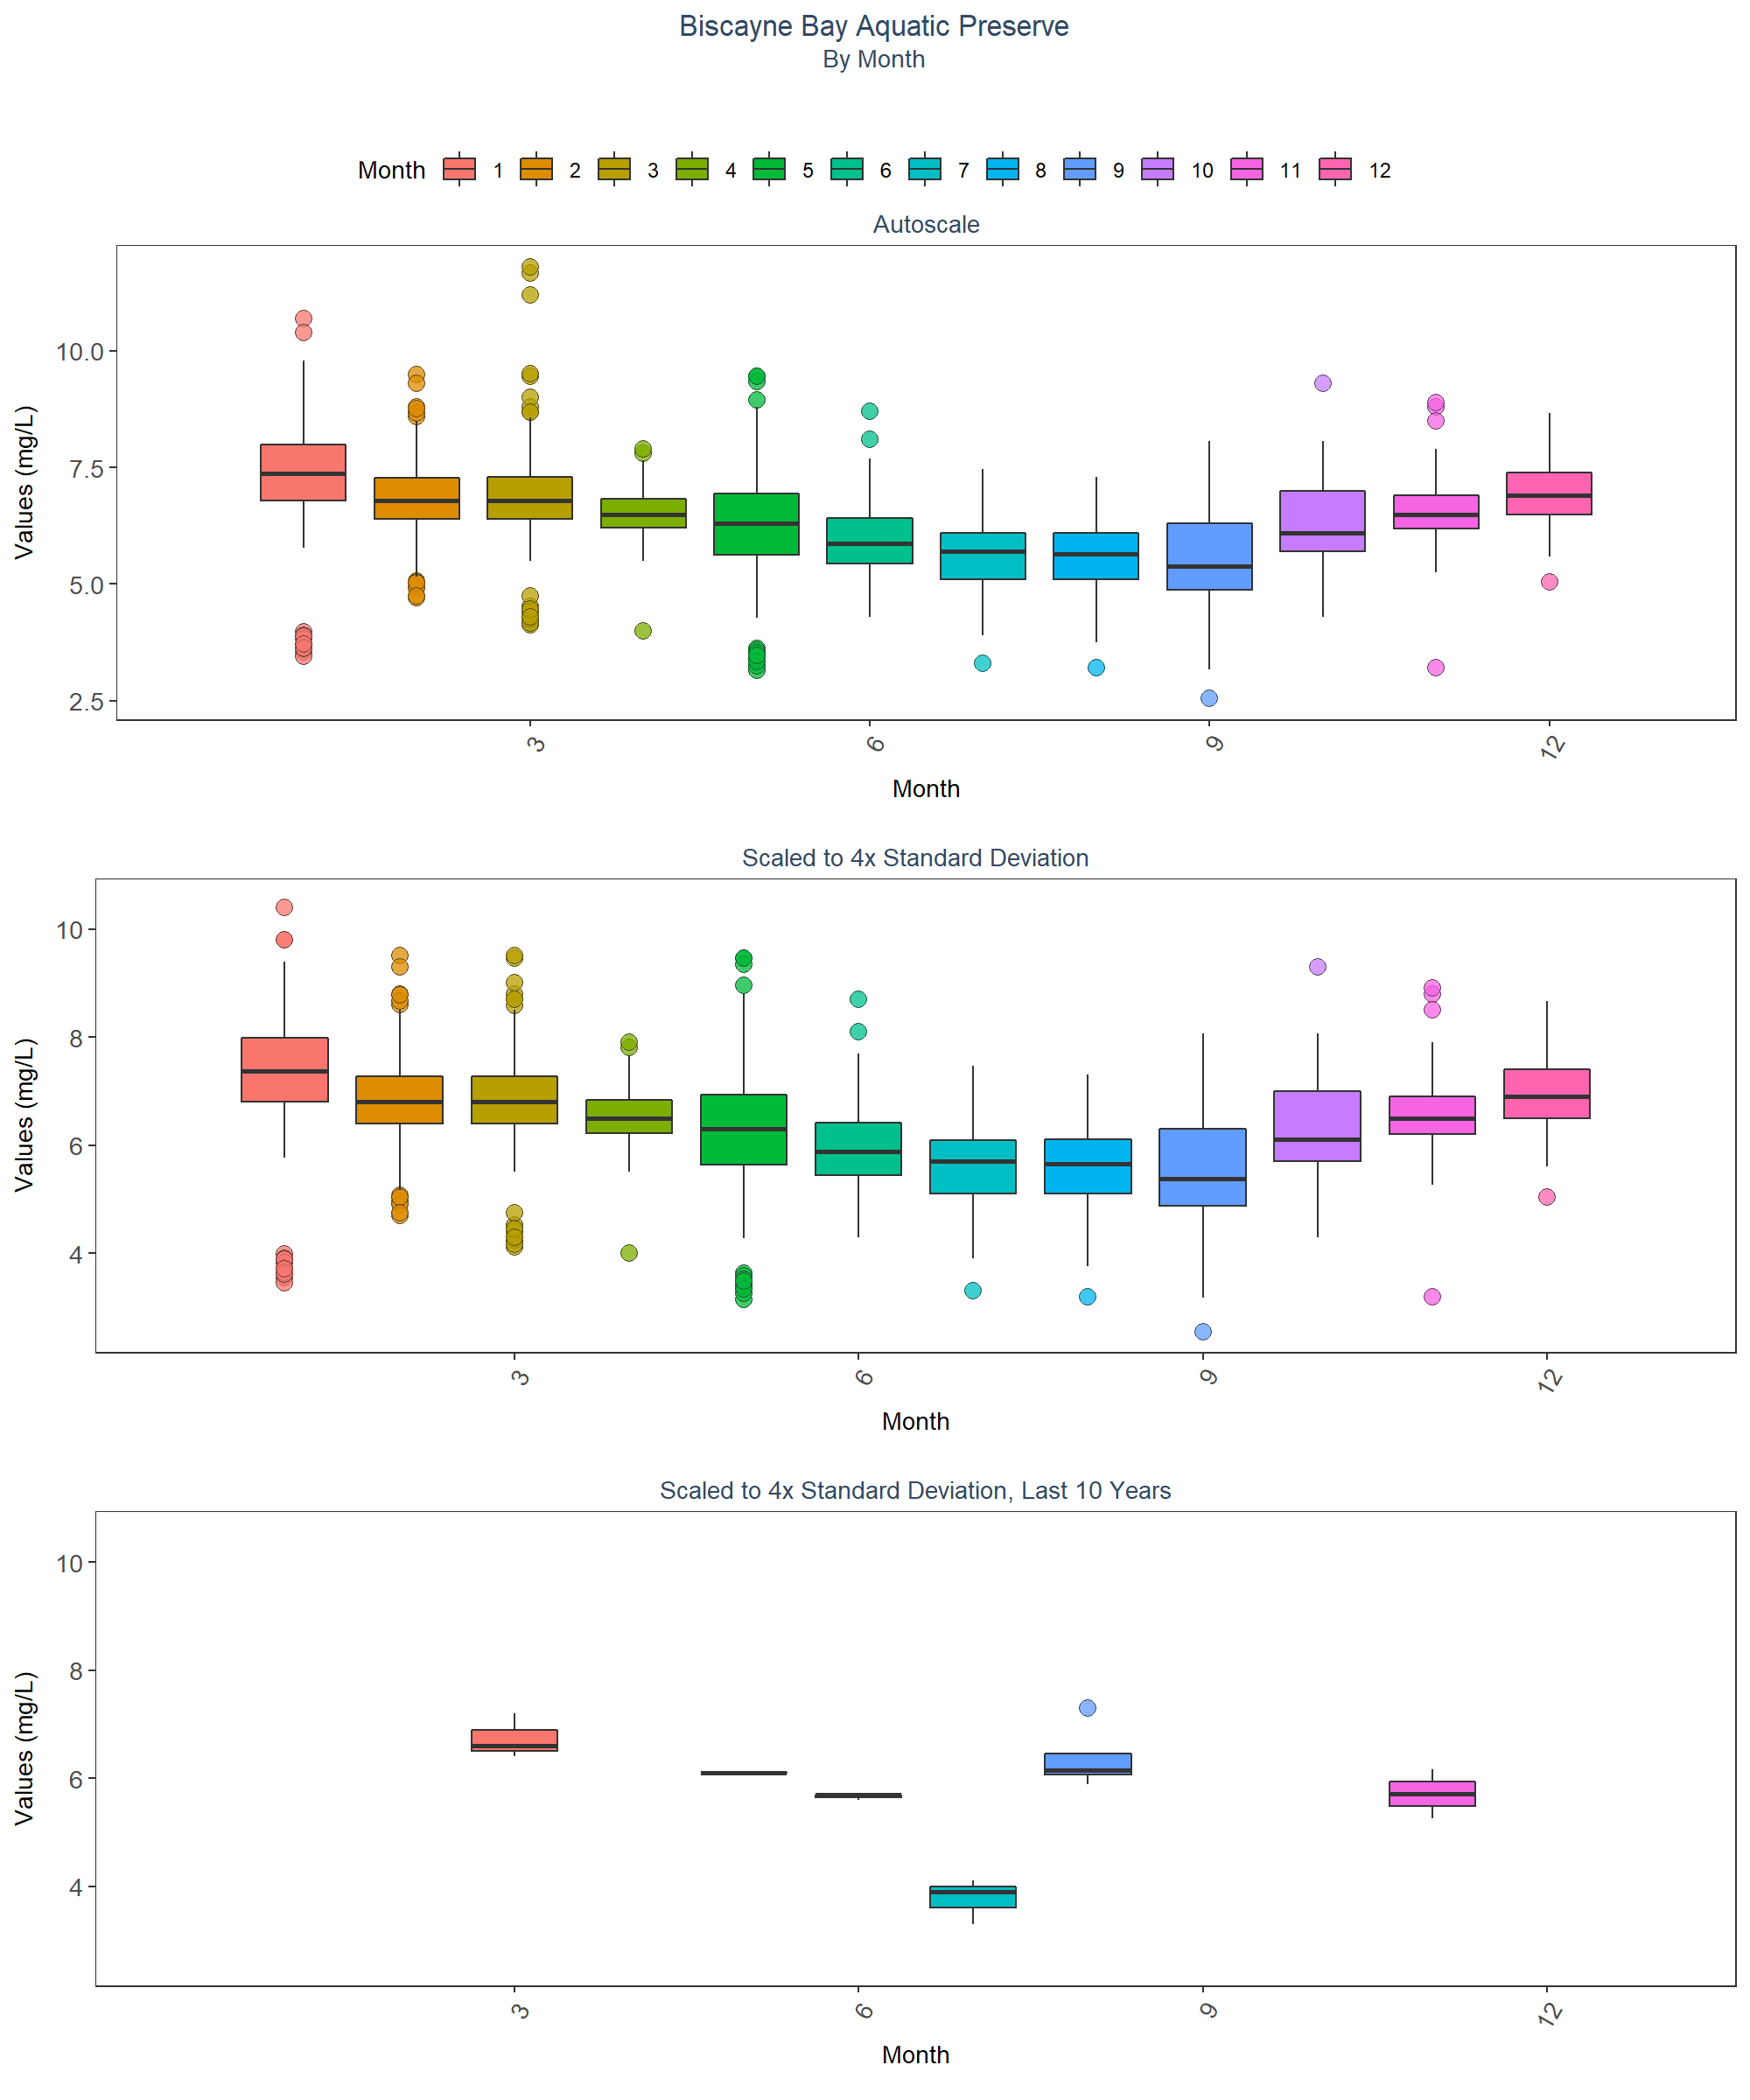 Biscayne Bay Aquatic Preserve
By Month
Month 1 2 3 4 5 6 7 8 9 10 11 12
Autoscale
Values (mg/L)
10.0
7.5
5.0
2.5
3 6 9 12
Month
Scaled to 4x Standard Deviation
Values (mg/L)
10
8
6
4
3 6 9 12
Month
Scaled to 4x Standard Deviation, Last 10 Years
Values (mg/L)
10
8
6
4
3 6 9 12
Month